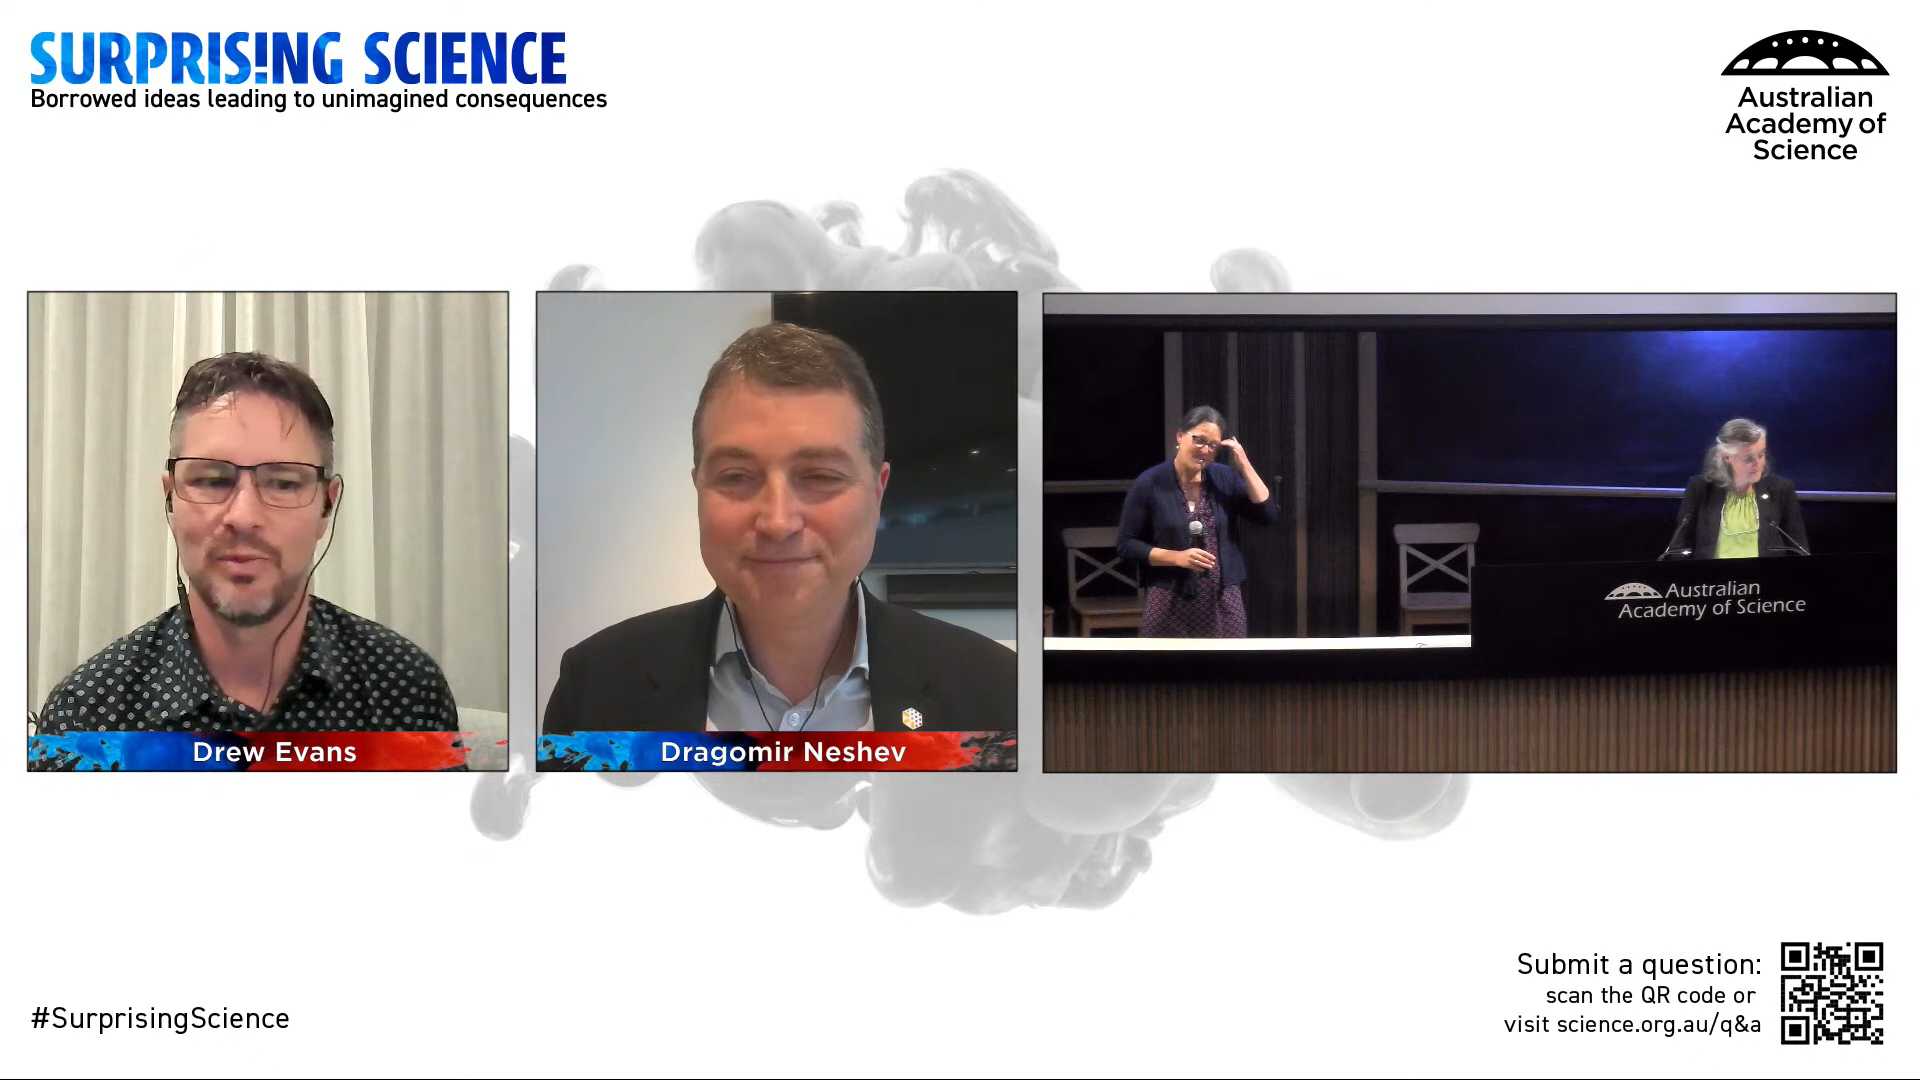 SURPRIS!NG SCIENCE
Borrowed ideas leading to unimagined consequences
Australian
Academy of
Science
Drew Evans
Dragomir Neshev
Australian
Academy of Science
#SurprisingScience
Submit a question:
scan the QR code or
visit science.org.au/q&a